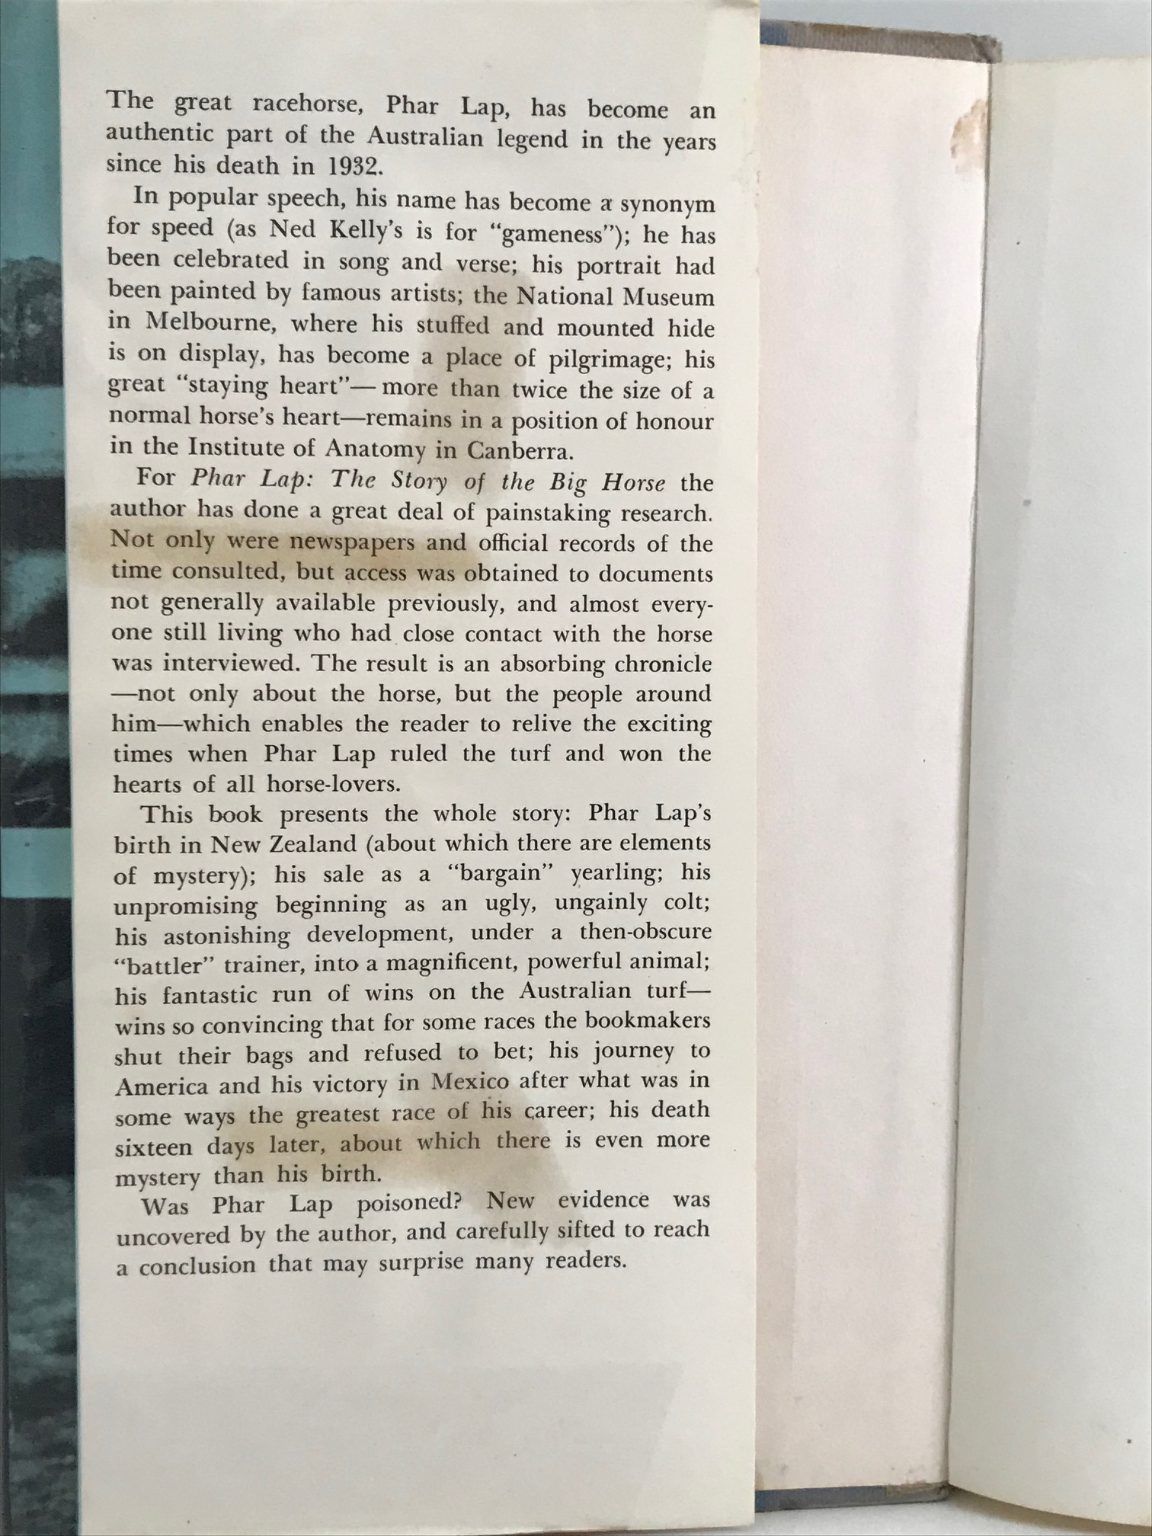 The great racehorse, Phar Lap, has become an
authentic part of the Australian legend in the years
since his death in 1932.
In popular speech, his name has become a synonym
for speed (as Ned Kelly's is for “gameness”); he has
been celebrated in song and verse; his portrait had
been painted by famous artists; the National Museum
in Melbourne, where his stuffed and mounted hide
is on display, has become a place of pilgrimage; his
great “staying heart”— more than twice the size of a
normal horse's heart—remains in a position of honour
in the Institute of Anatomy in Canberra.
For Phar Lap: The Story of the Big Horse the
author has done a great deal of painstaking research.
Not only were newspapers and official records of the
time consulted, but access was obtained to documents
not generally available previously, and almost every-
one still living who had close contact with the horse
was interviewed. The result is an absorbing chronicle
—not only about the horse, but the people around
him—which enables the reader to relive the exciting
times when Phar Lap ruled the turf and won the
hearts of all horse-lovers.
This book presents the whole story: Phar Lap's
birth in New Zealand (about which there are elements
of mystery); his sale as a “bargain” yearling; his
unpromising beginning as an ugly, ungainly colt;
his astonishing development, under a then-obscure
“battler” trainer, into a magnificent, powerful animal;
his fantastic run of wins on the Australian turf—
wins so convincing that for some races the bookmakers
shut their bags and refused to bet; his journey to
America and his victory in Mexico after what was in
some ways the greatest race of his career; his death
sixteen days later, about which there is even more
mystery than his birth.
Was Phar Lap poisoned? New evidence was
uncovered by the author, and carefully sifted to reach
a conclusion that may surprise many readers.